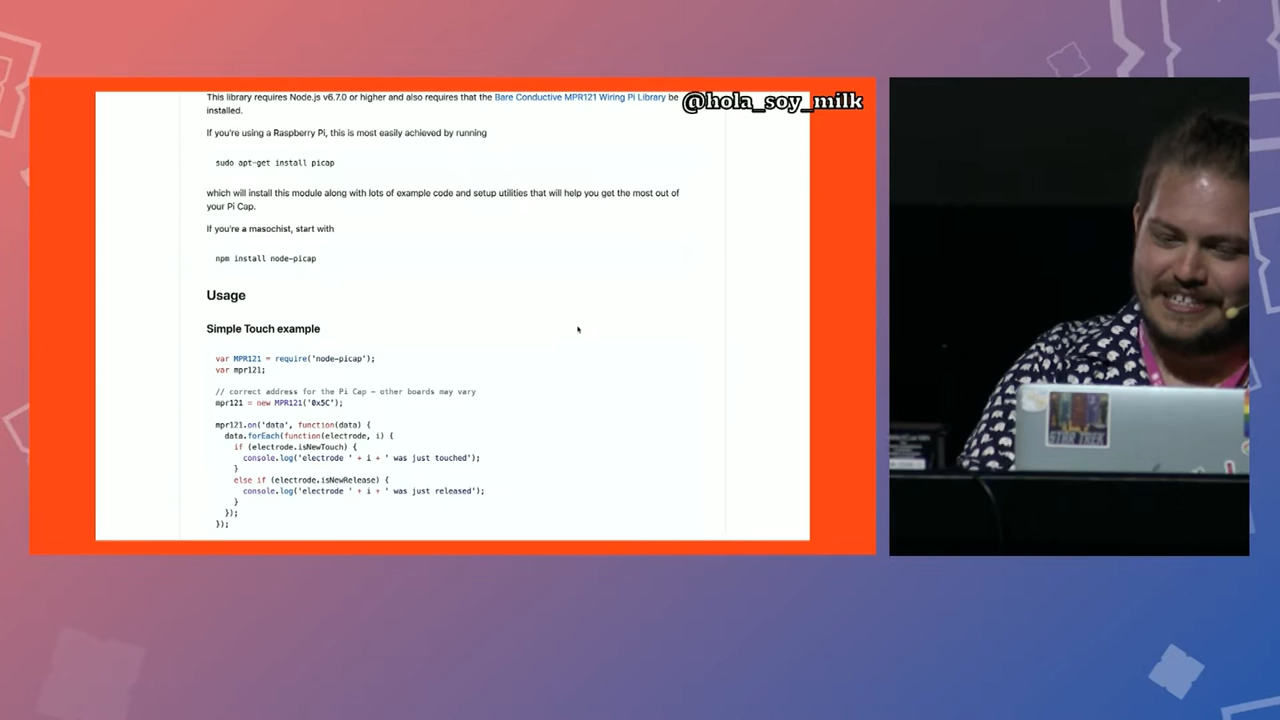 This library requires Node.js v6.7.0 or higher and also requires that the Bare Conductive MPR121 Wiring Pi Library be
installed.
@hola_soy_milk
If you're using a Raspberry Pi, this is most easily achieved by running
sudo apt-get install picap
which will install this module along with lots of example code and setup utilities that will help you get the most out of
your Pi Cap.
If you're a masochist, start with
npm install node-picap
Usage
Simple Touch example
var MPR121 = require('node-picap');
var mpr121;
// correct address for the Pi Cap - other boards may vary
mpr121 = new MPR121('0x5C');
mpr121.on('data', function(data) {
data.forEach(function(electrode, i) {
if (electrode.isNewTouch) {
console.log('electrode ' + i + ' was just touched');
}
else if (electrode.isNewRelease) {
console.log('electrode ' + i + ' was just released');
}
});
});
STAR TREK